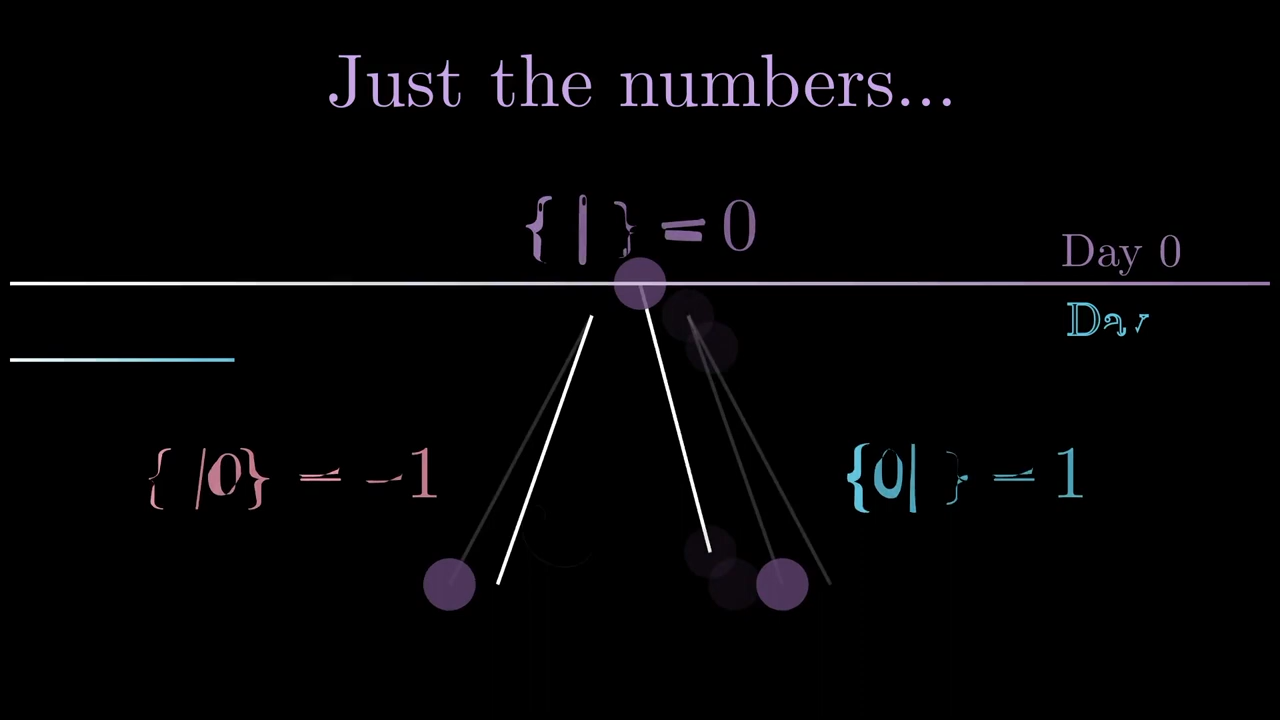 Just the numbers...
{ | } = 0
Day 0
{ |0} = −1
{0| } = 1